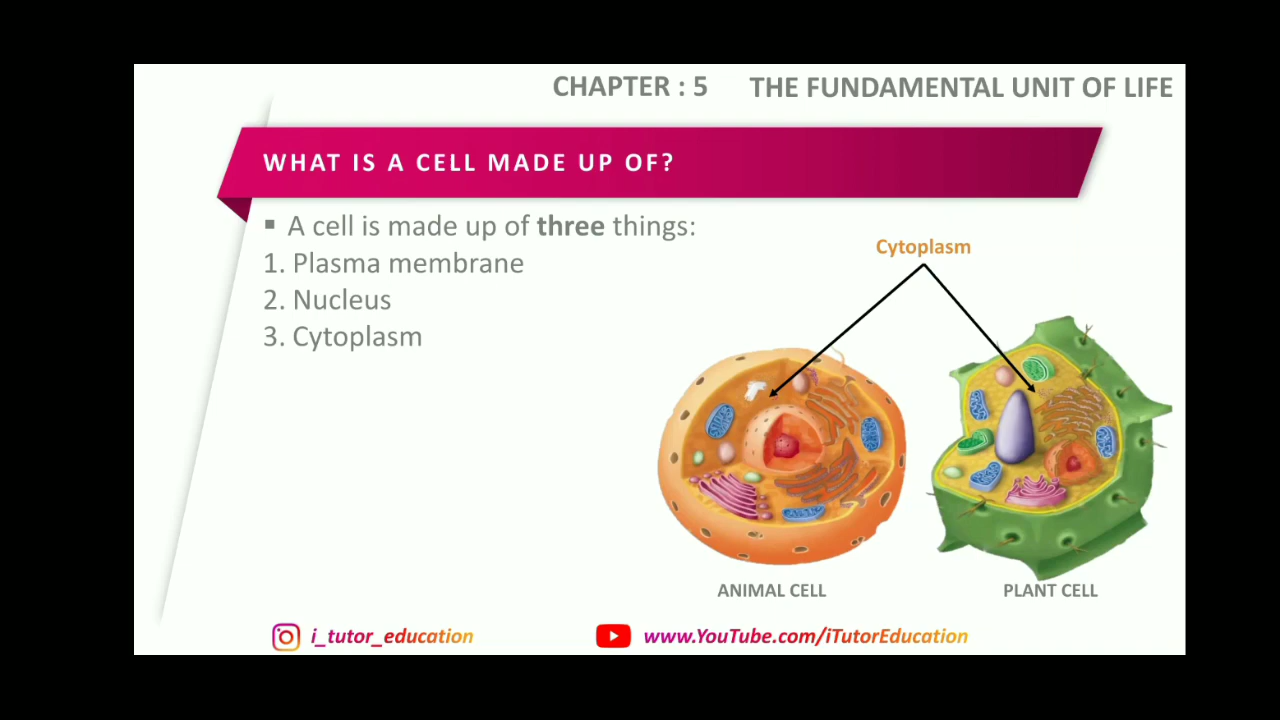 CHAPTER : 5 THE FUNDAMENTAL UNIT OF LIFE
WHAT IS A CELL MADE UP OF?
▪ A cell is made up of three things:
1. Plasma membrane
2. Nucleus
3. Cytoplasm
Cytoplasm
ANIMAL CELL
PLANT CELL
i_tutor_education
www.YouTube.com/iTutorEducation